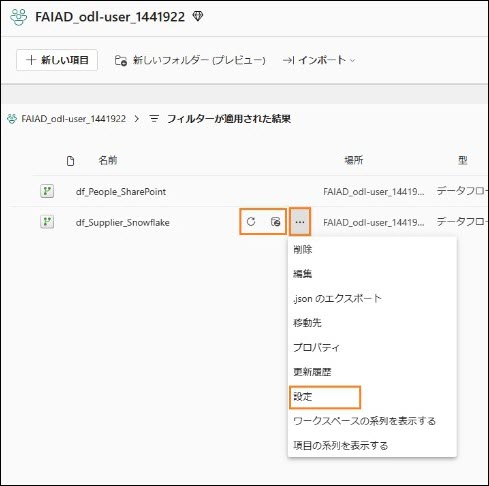 FAIAD_odl-user_1441922
+ 新しい項目 新しいフォルダー (プレビュー) インポート
FAIAD_odl-user_1441922 > フィルターが適用された結果
名前 場所 型
df_People_SharePoint FAIAD_odl-user_14419... データフロー
df_Supplier_Snowflake ... FAIAD_odl-user_14419... データフロー
削除
編集
.json のエクスポート
移動先
プロパティ
更新履歴
設定
ワークスペースの系列を表示する
項目の系列を表示する